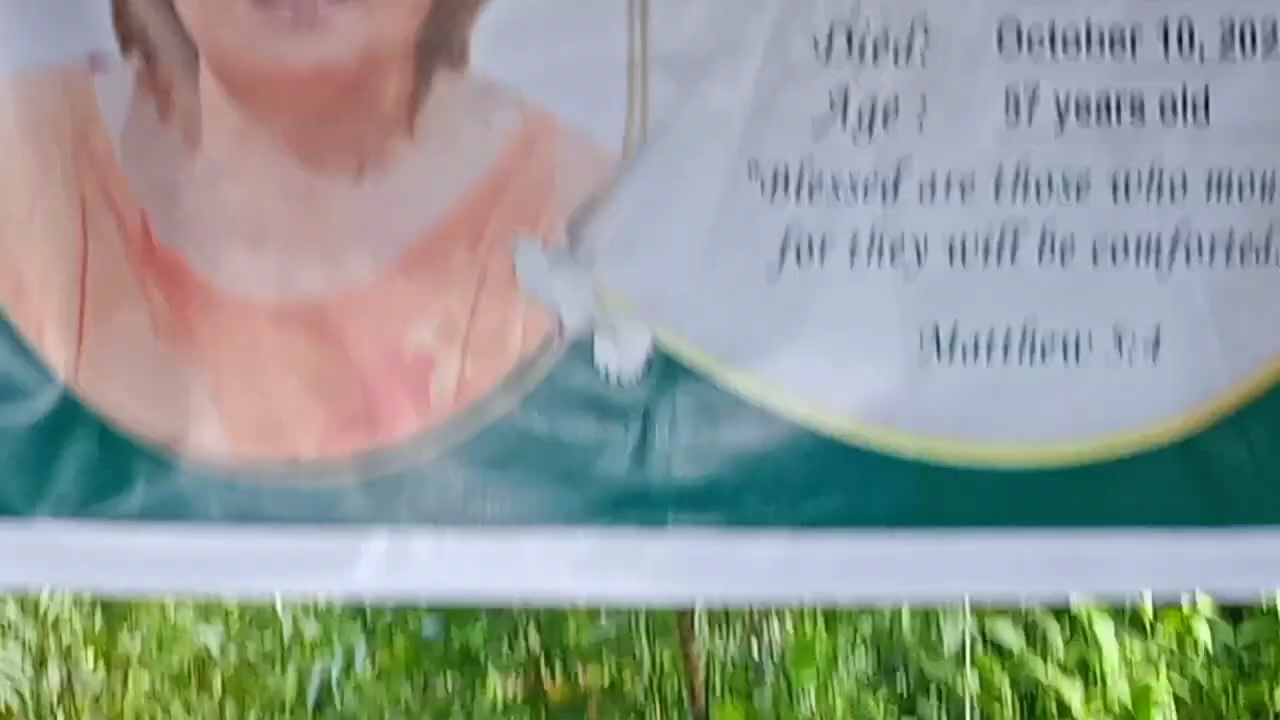 Died: October 10, 202
Age : 57 years old
"Blessed are those who mou
for they will be comforted.
Matthew 5:4